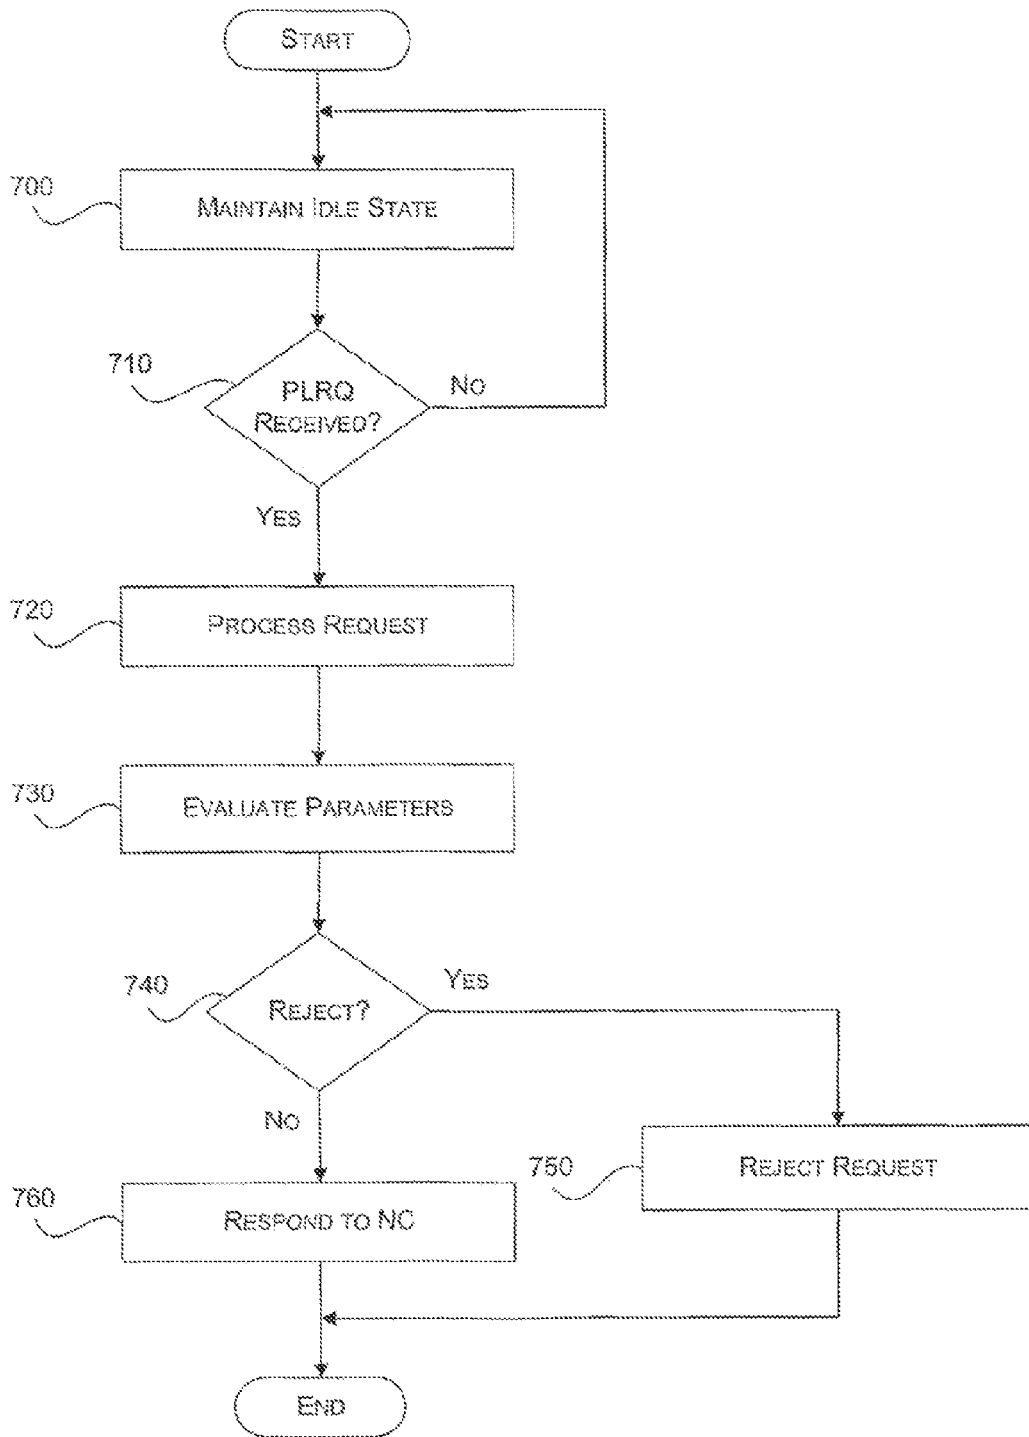 START
700
MAINTAIN IDLE STATE
710
PLRQ
RECEIVED?
NO
YES
720
PROCESS REQUEST
730
EVALUATE PARAMETERS
740
REJECT?
YES
NO
750
REJECT REQUEST
760
RESPOND TO NC
END